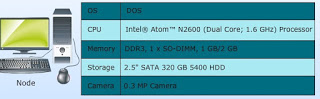 OS DOS
CPU Intel® Atom™ N2600 (Dual Core; 1.6 GHz) Processor
Memory DDR3, 1 x SO-DIMM, 1 GB/2 GB
Storage 2.5" SATA 320 GB 5400 HDD
Camera 0.3 MP Camera
Node